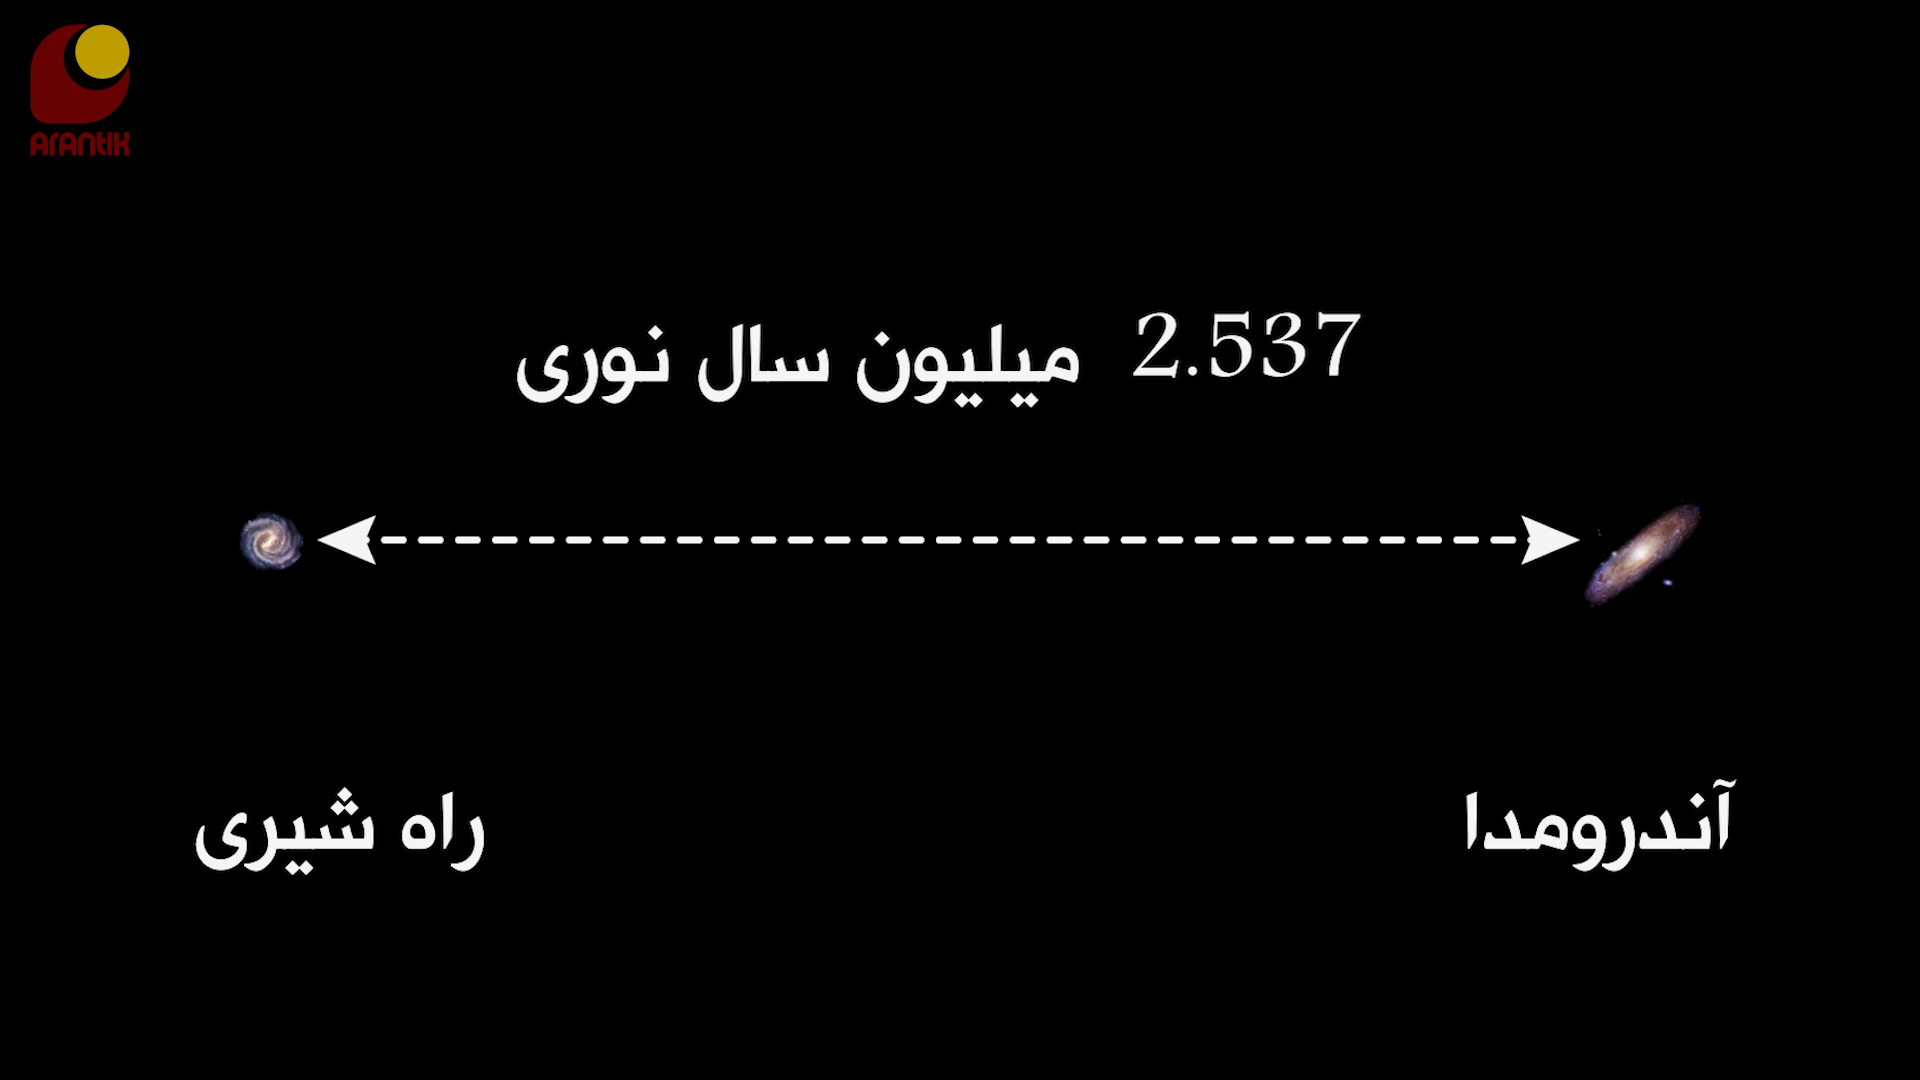 Arantik
2.537 میلیون سال نوری
راه شیری
آندرومدا